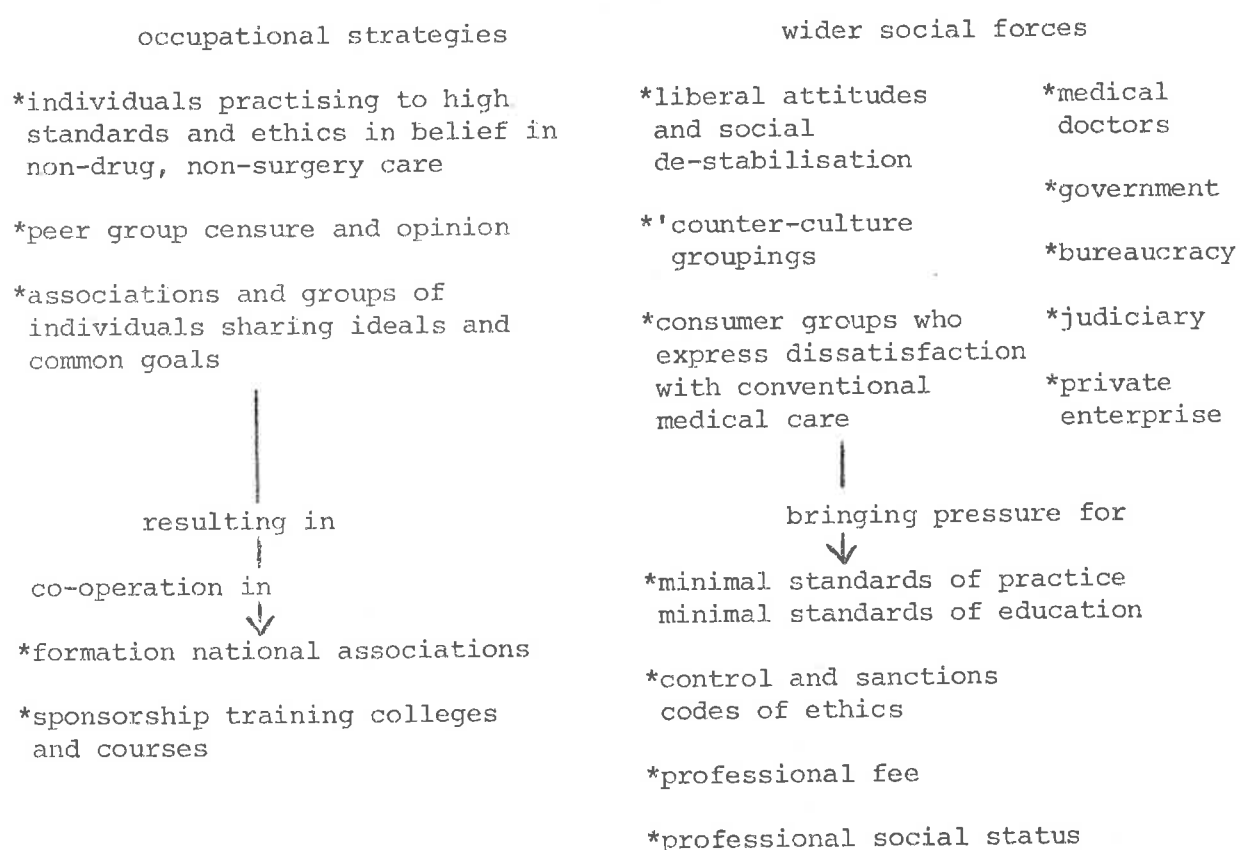 occupational strategies
*individuals practising to high
standards and ethics in belief in
non-drug, non-surgery care
*peer group censure and opinion
*associations and groups of
individuals sharing ideals and
common goals
resulting in
co-operation in
*formation national associations
*sponsorship training colleges
and courses
wider social forces
*liberal attitudes
and social
de-stabilisation
*'counter-culture
groupings
*consumer groups who
express dissatisfaction
with conventional
medical care
*medical
doctors
*government
*bureaucracy
*judiciary
*private
enterprise
bringing pressure for
*minimal standards of practice
minimal standards of education
*control and sanctions
codes of ethics
*professional fee
*professional social status